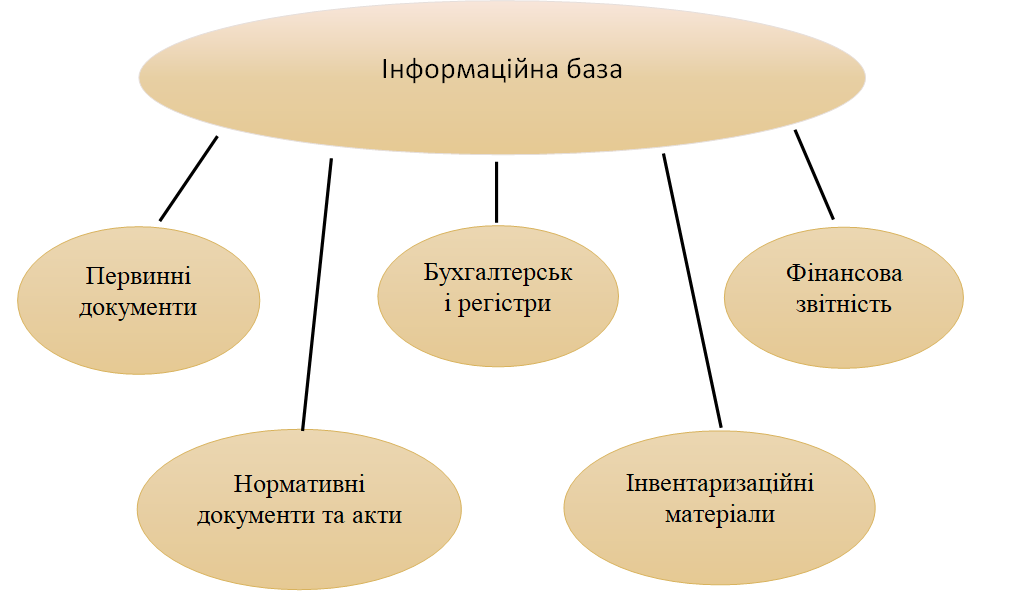 Інформаційна база
Первинні
документи
Бухгалтерськ
і регістри
Фінансова
звітність
Нормативні
документи та акти
Інвентаризаційні
матеріали